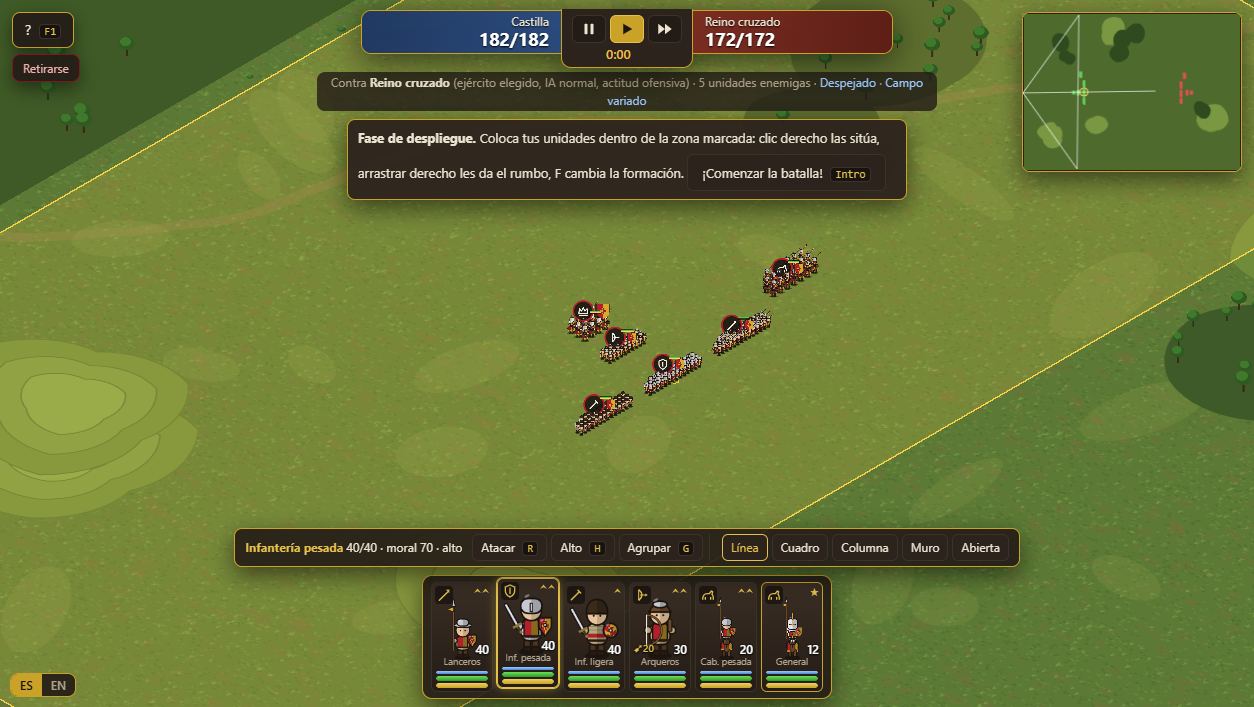 ? F1
Retirarse
Castilla
182/182
0:00
Reino cruzado
172/172
Contra Reino cruzado (ejército elegido, IA normal, actitud ofensiva) · 5 unidades enemigas · Despejado · Campo
variado
Fase de despliegue. Coloca tus unidades dentro de la zona marcada: clic derecho las sitúa,
arrastrar derecho les da el rumbo, F cambia la formación. ¡Comenzar la batalla! Intro
Infantería pesada 40/40 · moral 70 · alto Atacar R Alto H Agrupar G Línea Cuadro Columna Muro Abierta
40
Lanceros
40
Inf. pesada
40
Inf. ligera
20 30
Arqueros
20
Cab. pesada
12
General
ES EN